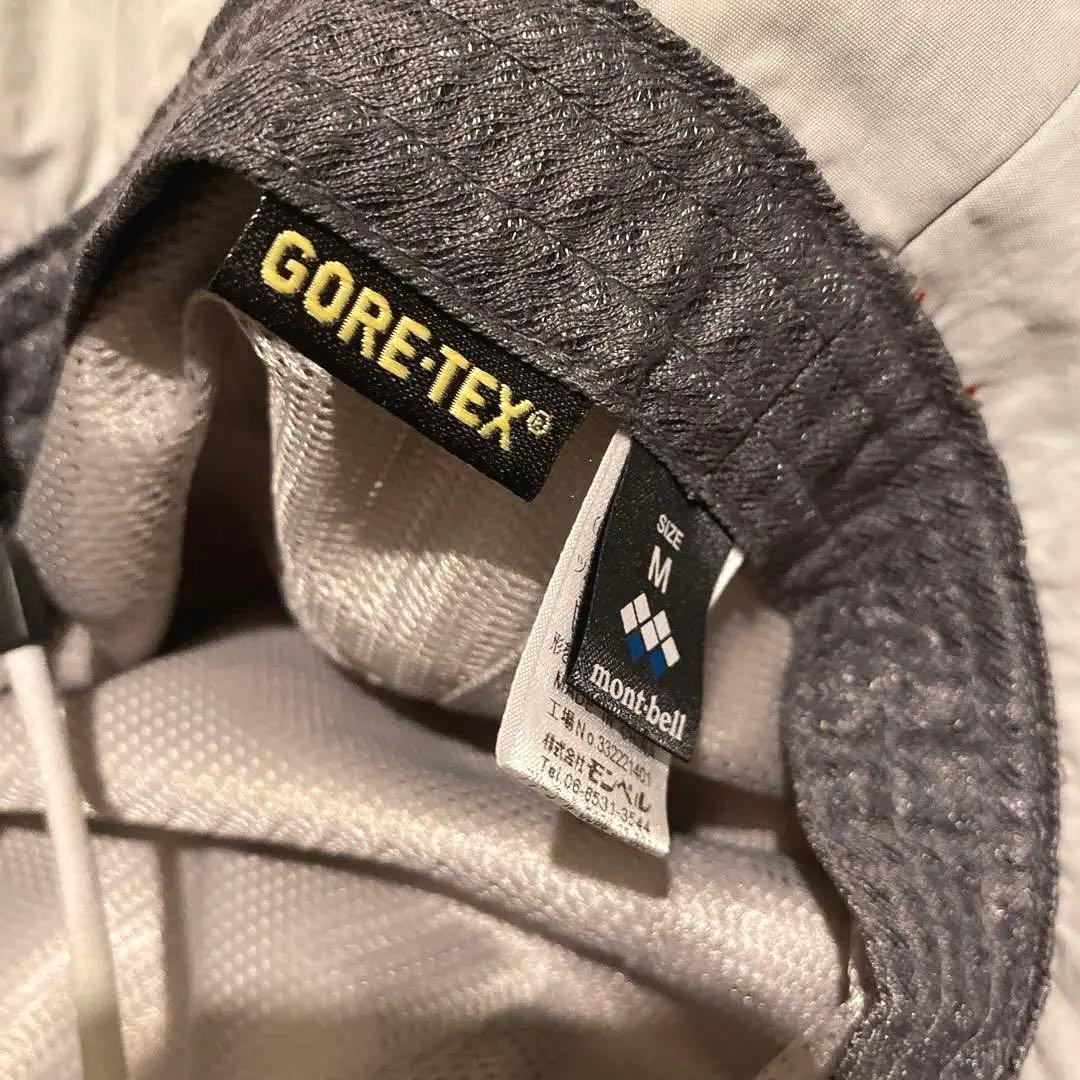 GORE-TEX®
SIZE
M
mont·bell
工場No.332221401
株式会社モンベル
Tel.06-6531-3544